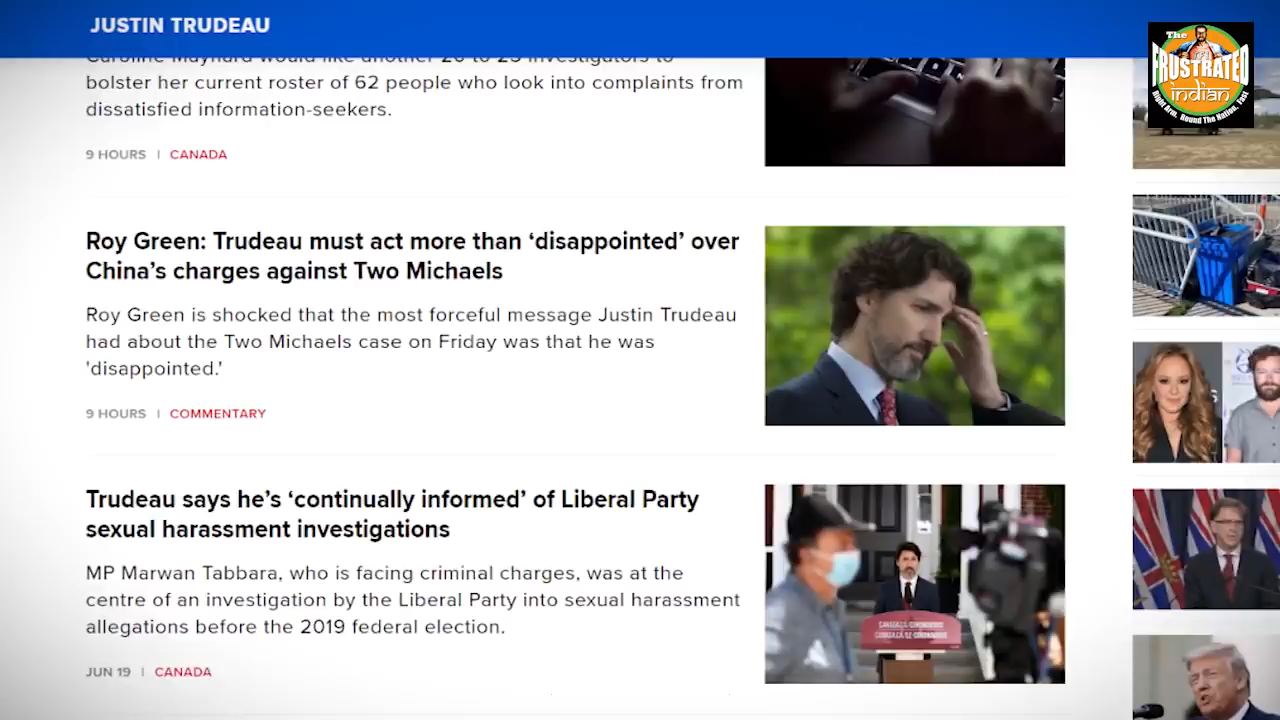 JUSTIN TRUDEAU
Caroline Maynard would like another 20 to 25 investigators to
bolster her current roster of 62 people who look into complaints from
dissatisfied information-seekers.
9 HOURS | CANADA
Roy Green: Trudeau must act more than ‘disappointed’ over
China’s charges against Two Michaels
Roy Green is shocked that the most forceful message Justin Trudeau
had about the Two Michaels case on Friday was that he was
'disappointed.'
9 HOURS | COMMENTARY
Trudeau says he’s ‘continually informed’ of Liberal Party
sexual harassment investigations
MP Marwan Tabbara, who is facing criminal charges, was at the
centre of an investigation by the Liberal Party into sexual harassment
allegations before the 2019 federal election.
JUN 19 | CANADA
The
FRUSTRATED
indian
Right Arm, Round The Nation, Fast